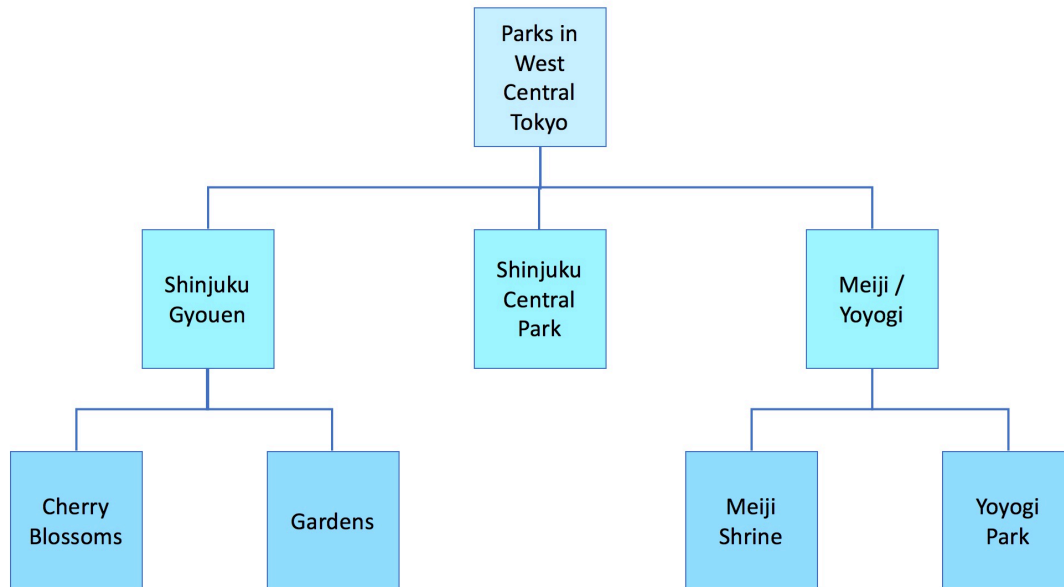 Parks in
West
Central
Tokyo
Shinjuku
Gyouen
Shinjuku
Central
Park
Meiji /
Yoyogi
Cherry
Blossoms
Gardens
Meiji
Shrine
Yoyogi
Park